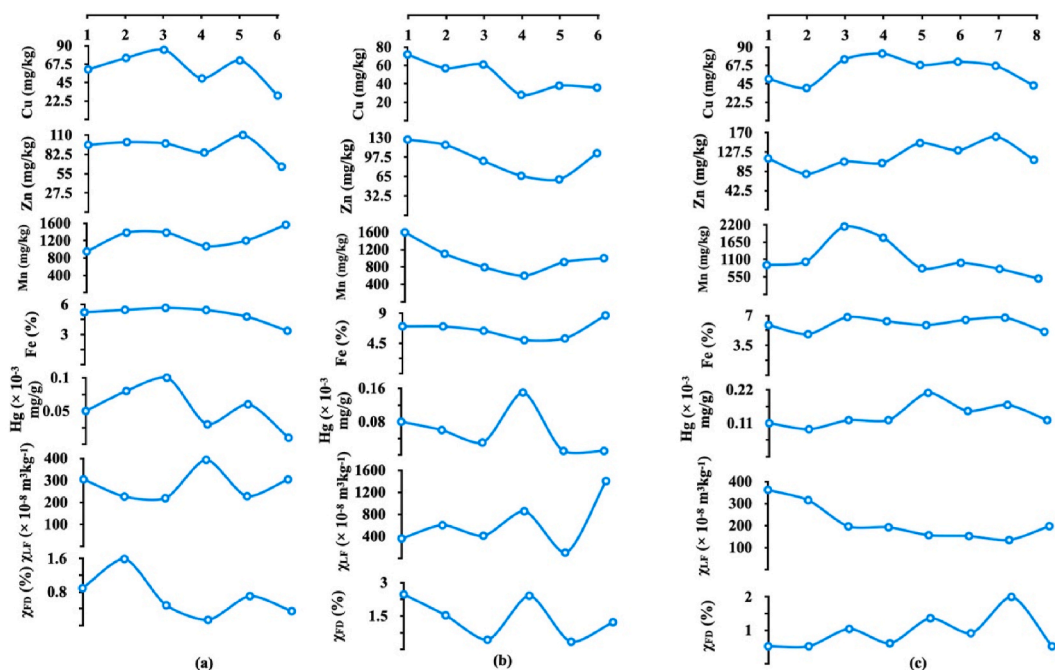 1 2 3 4 5 6
90
67.5
45
22.5
Cu (mg/kg)
110
82.5
55
27.5
Zn (mg/kg)
1600
1200
800
400
Mn (mg/kg)
6
3
Fe (%)
0.1
0.05
Hg (× 10-3
mg/g)
400
300
200
100
χLF (× 10-8 m3kg-1)
1.6
0.8
χFD (%)
(a)
1 2 3 4 5 6
80
60
40
20
Cu (mg/kg)
130
97.5
65
32.5
Zn (mg/kg)
1600
1200
800
400
Mn (mg/kg)
9
4.5
Fe (%)
0.16
0.08
Hg (× 10-3
mg/g)
1600
1200
800
400
χLF (× 10-8 m3kg-1)
3
1.5
χFD (%)
(b)
1 2 3 4 5 6 7 8
90
67.5
45
22.5
Cu (mg/kg)
170
127.5
85
42.5
Zn (mg/kg)
2200
1650
1100
550
Mn (mg/kg)
7
3.5
Fe (%)
0.22
0.11
Hg (× 10-3
mg/g)
400
300
200
100
χLF (× 10-8 m3kg-1)
2
1
χFD (%)
(c)